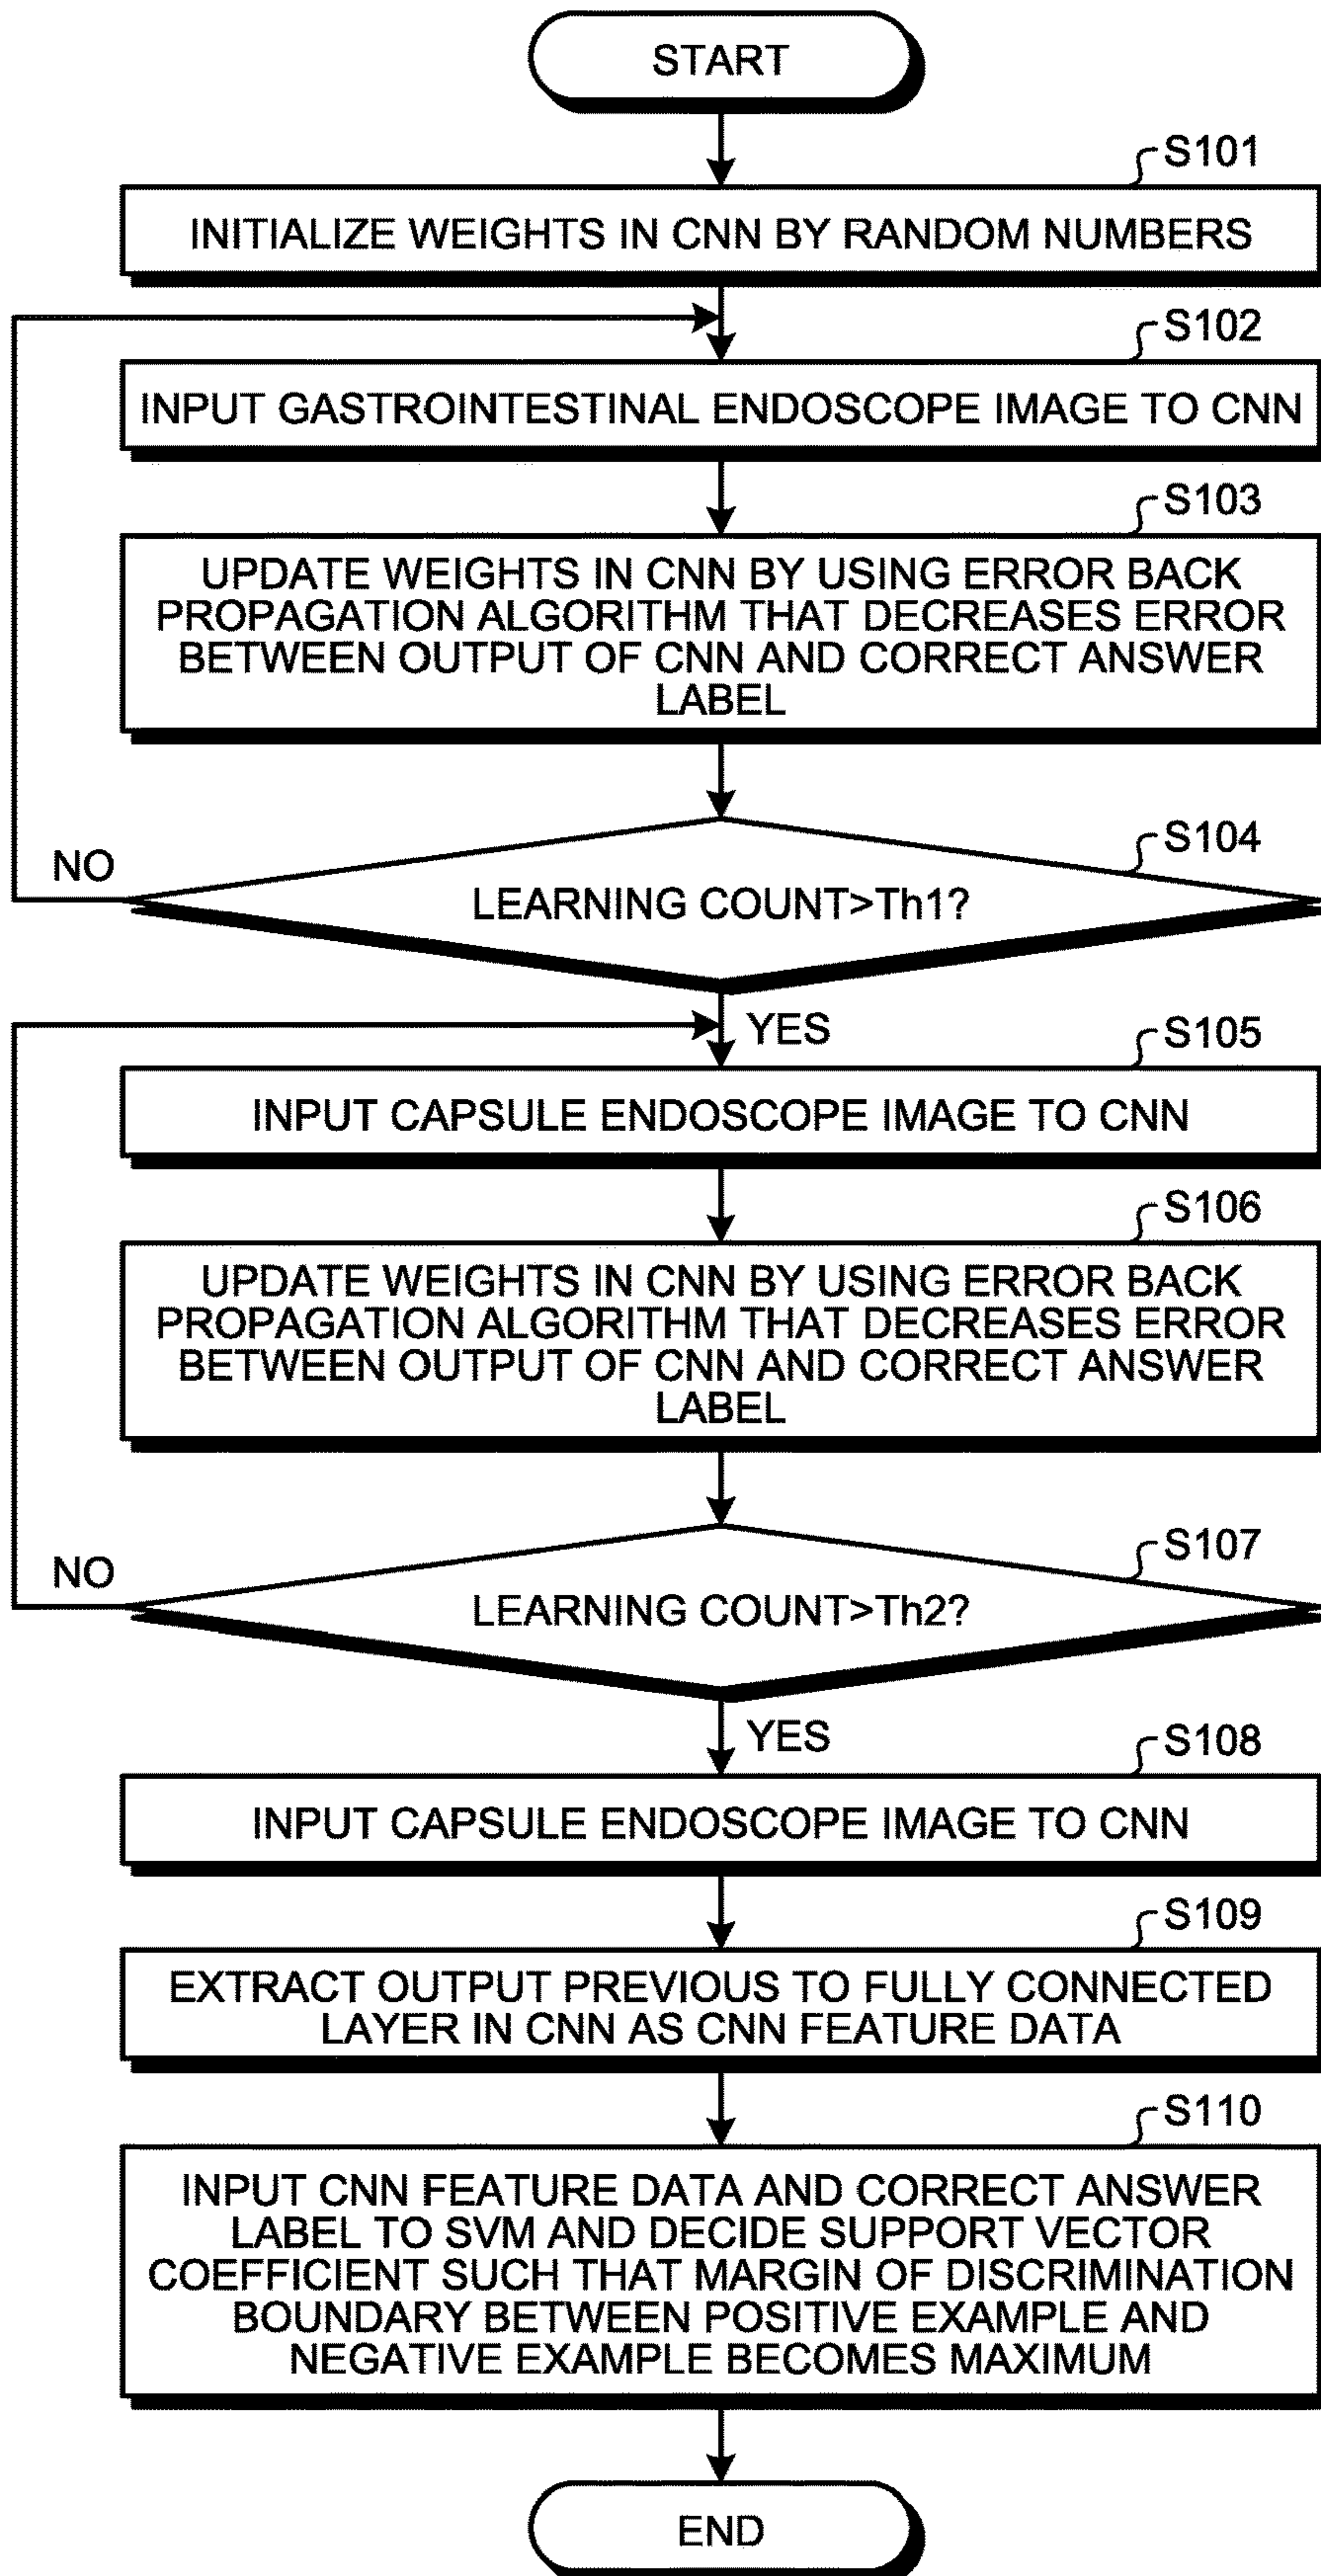 START
S101
INITIALIZE WEIGHTS IN CNN BY RANDOM NUMBERS
S102
INPUT GASTROINTESTINAL ENDOSCOPE IMAGE TO CNN
S103
UPDATE WEIGHTS IN CNN BY USING ERROR BACK
PROPAGATION ALGORITHM THAT DECREASES ERROR
BETWEEN OUTPUT OF CNN AND CORRECT ANSWER
LABEL
S104
NO
LEARNING COUNT>Th1?
YES
S105
INPUT CAPSULE ENDOSCOPE IMAGE TO CNN
S106
UPDATE WEIGHTS IN CNN BY USING ERROR BACK
PROPAGATION ALGORITHM THAT DECREASES ERROR
BETWEEN OUTPUT OF CNN AND CORRECT ANSWER
LABEL
S107
NO
LEARNING COUNT>Th2?
YES
S108
INPUT CAPSULE ENDOSCOPE IMAGE TO CNN
S109
EXTRACT OUTPUT PREVIOUS TO FULLY CONNECTED
LAYER IN CNN AS CNN FEATURE DATA
S110
INPUT CNN FEATURE DATA AND CORRECT ANSWER
LABEL TO SVM AND DECIDE SUPPORT VECTOR
COEFFICIENT SUCH THAT MARGIN OF DISCRIMINATION
BOUNDARY BETWEEN POSITIVE EXAMPLE AND
NEGATIVE EXAMPLE BECOMES MAXIMUM
END